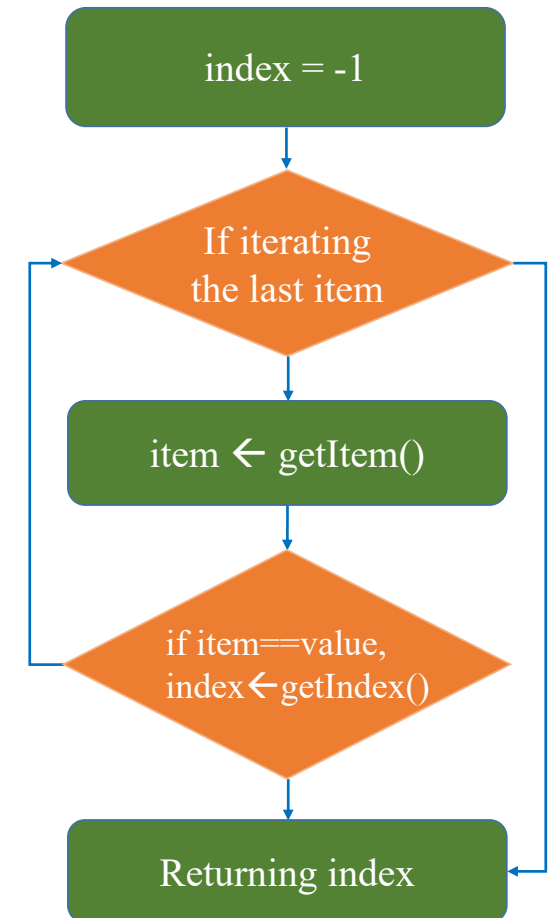 index = -1
If iterating
the last item
item ← getItem()
if item==value,
index←getIndex()
Returning index